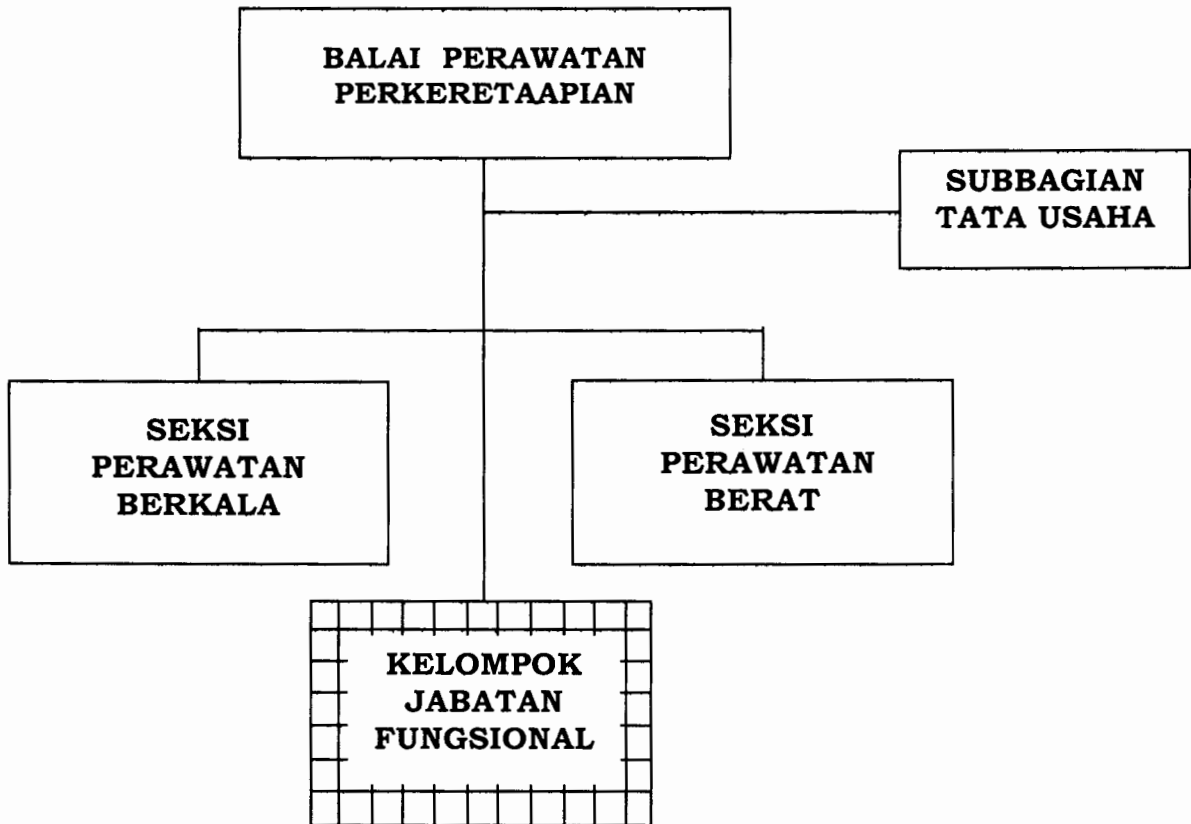 BALAI PERAWATAN
PERKERETAAPIAN
SUBBAGIAN
TATA USAHA
SEKSI
PERAWATAN
BERKALA
SEKSI
PERAWATAN
BERAT
KELOMPOK
JABATAN
FUNGSIONAL